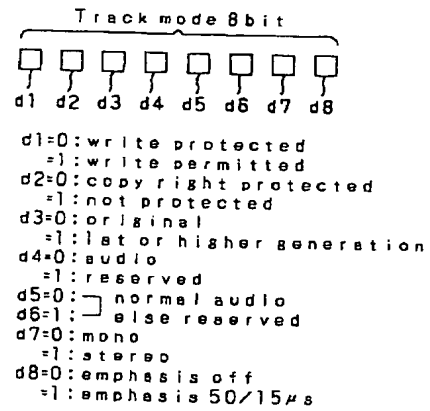 Track mode 8bit
d1 d2 d3 d4 d5 d6 d7 d8
d1=0: write protected
=1: write permitted
d2=0: copy right protected
=1: not protected
d3=0: original
=1: 1st or higher generation
d4=0: audio
=1: reserved
d5=0: normal audio
d6=1: else reserved
d7=0: mono
=1: stereo
d8=0: emphasis off
=1: emphasis 50/15μs